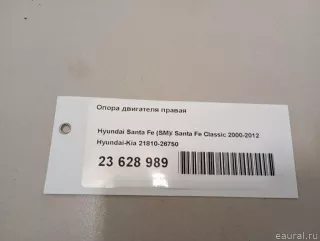 Опора двигателя правая
Hyundai Santa Fe (SM)/ Santa Fe Classic 2000-2012
Hyundai-Kia 21810-26750
23 628 989
eaural.ru